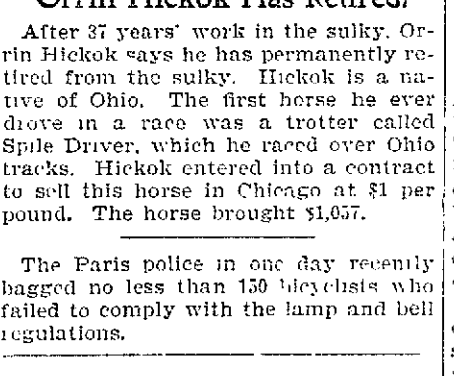 Orrin Hickok Has Retired.
After 37 years' work in the sulky, Or-
rin Hickok says he has permanently re-
tired from the sulky. Hickok is a na-
tive of Ohio. The first horse he ever
drove in a race was a trotter called
Spile Driver, which he raced over Ohio
tracks. Hickok entered into a contract
to sell this horse in Chicago at $1 per
pound. The horse brought $1,057.
The Paris police in one day recently
bagged no less than 150 bicyclists who
failed to comply with the lamp and bell
regulations.